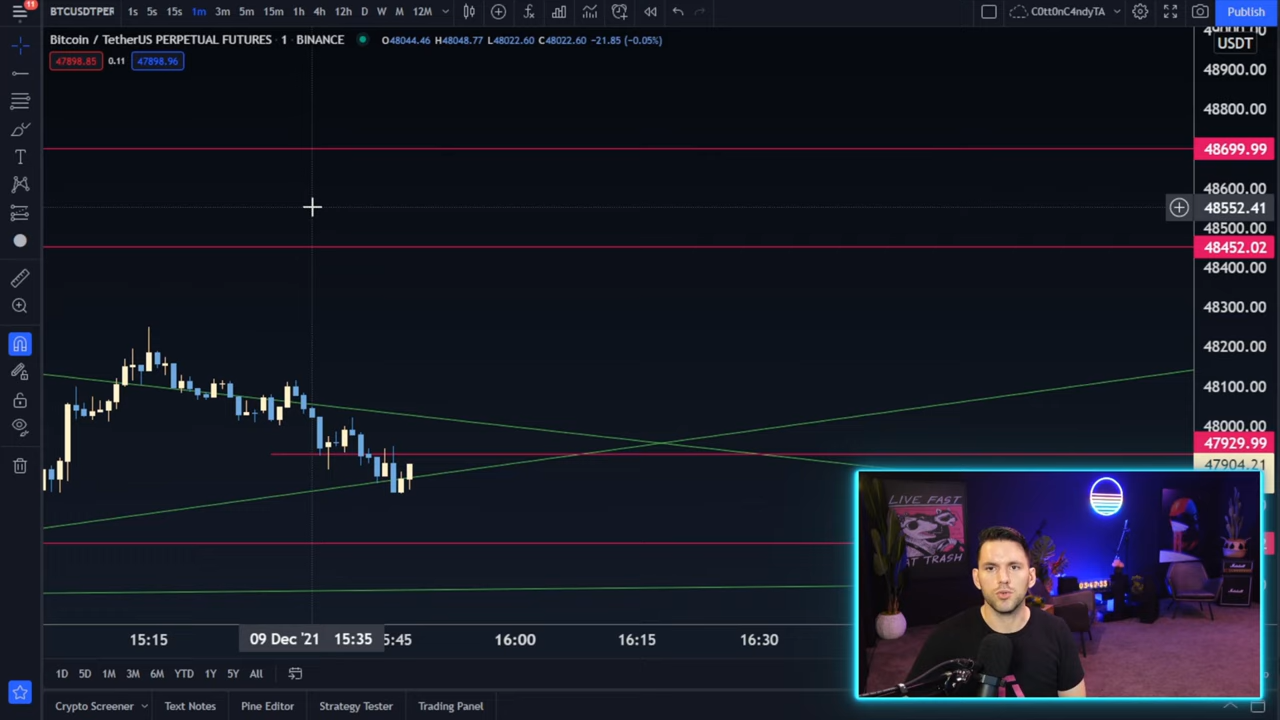 11
BTCUSDTPER 1s 5s 15s 1m 3m 5m 15m 1h 4h 12h D W M 12M C0tt0nC4ndyTA Publish
Bitcoin / TetherUS PERPETUAL FUTURES · 1 · BINANCE O48044.46 H48048.77 L48022.60 C48022.60 −21.85 (−0.05%)
USDT
47898.85 0.11 47898.96
48900.00
48800.00
48699.99
48600.00
48552.41
48500.00
48452.02
48400.00
48300.00
48200.00
48100.00
48000.00
47929.99
47904.21
LIVE FAST
EAT TRASH
Marshall
Marshall
15:15 09 Dec '21 15:35 5:45 16:00 16:15 16:30
1D 5D 1M 3M 6M YTD 1Y 5Y All
Crypto Screener Text Notes Pine Editor Strategy Tester Trading Panel